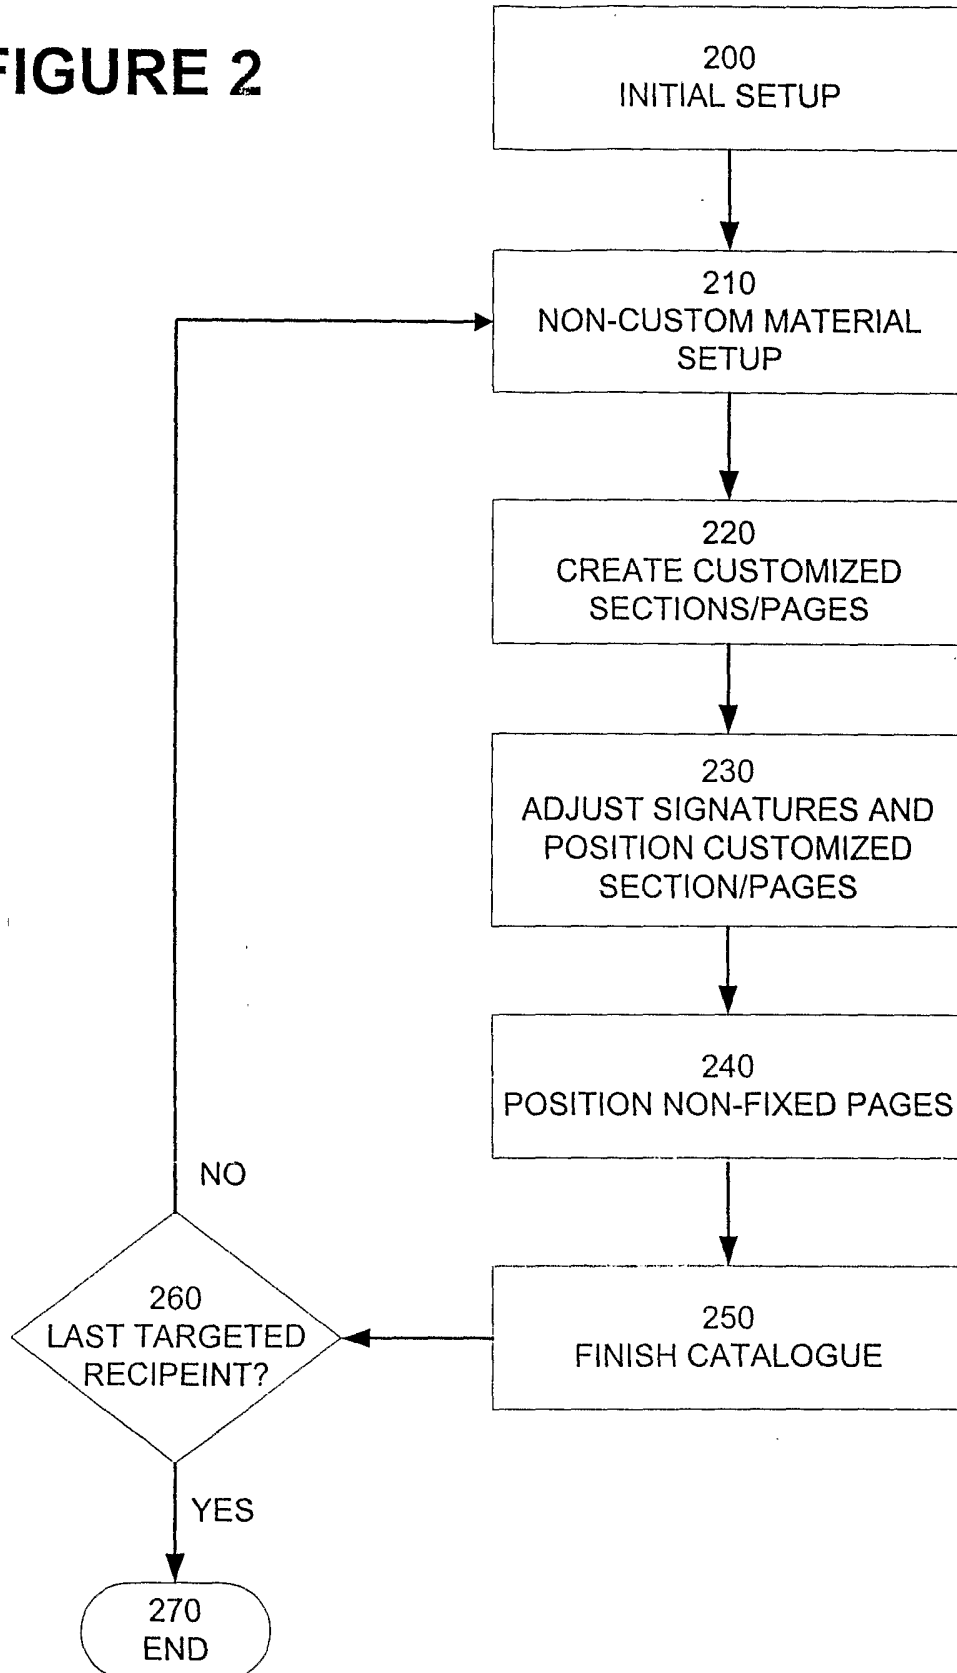 FIGURE 2
200
INITIAL SETUP
210
NON-CUSTOM MATERIAL
SETUP
220
CREATE CUSTOMIZED
SECTIONS/PAGES
230
ADJUST SIGNATURES AND
POSITION CUSTOMIZED
SECTION/PAGES
240
POSITION NON-FIXED PAGES
250
FINISH CATALOGUE
NO
260
LAST TARGETED
RECIPEINT?
YES
270
END